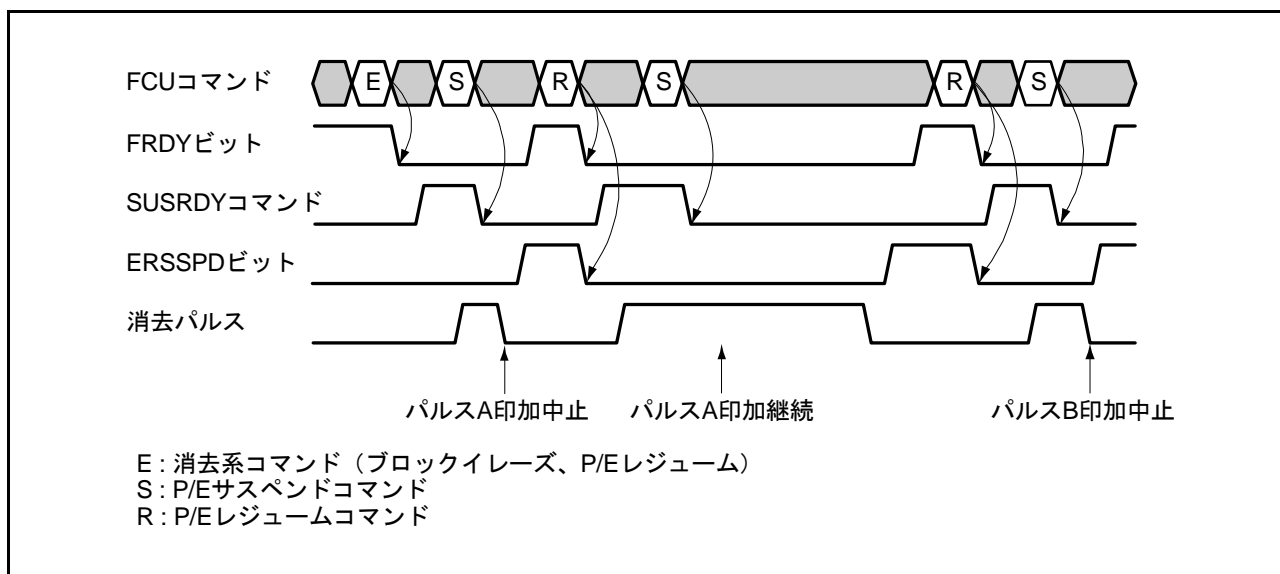 FCUコマンド
E S R S R S
FRDYビット
SUSRDYコマンド
ERSSPDビット
消去パルス
パルスA印加中止 パルスA印加継続 パルスB印加中止
E : 消去系コマンド（ブロックイレーズ、P/Eレジューム）
S : P/Eサスペンドコマンド
R : P/Eレジュームコマンド